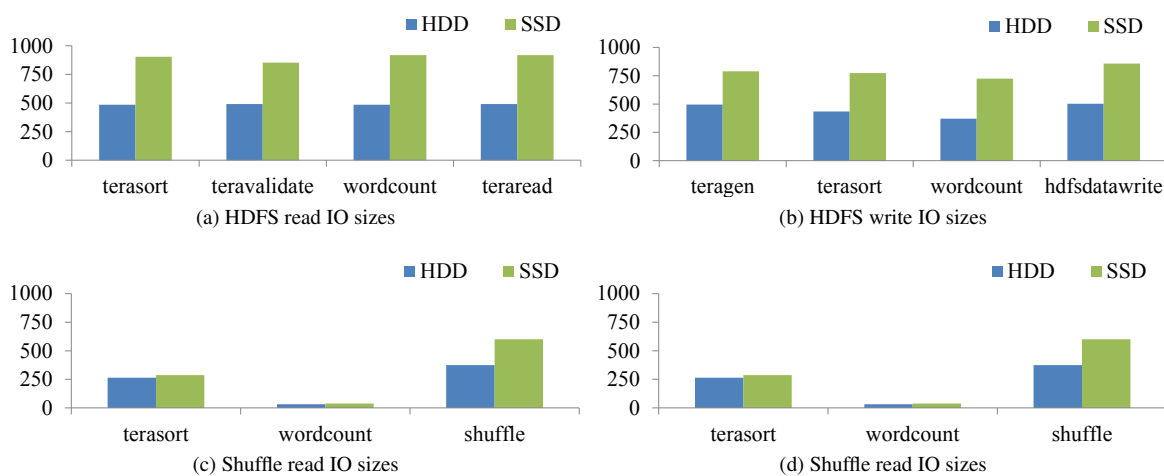 HDD SSD
1000
750
500
250
0
terasort teravalidate wordcount teraread
(a) HDFS read IO sizes
HDD SSD
1000
750
500
250
0
teragen terasort wordcount hdfsdatawrite
(b) HDFS write IO sizes
HDD SSD
1000
750
500
250
0
terasort wordcount shuffle
(c) Shuffle read IO sizes
HDD SSD
1000
750
500
250
0
terasort wordcount shuffle
(d) Shuffle read IO sizes